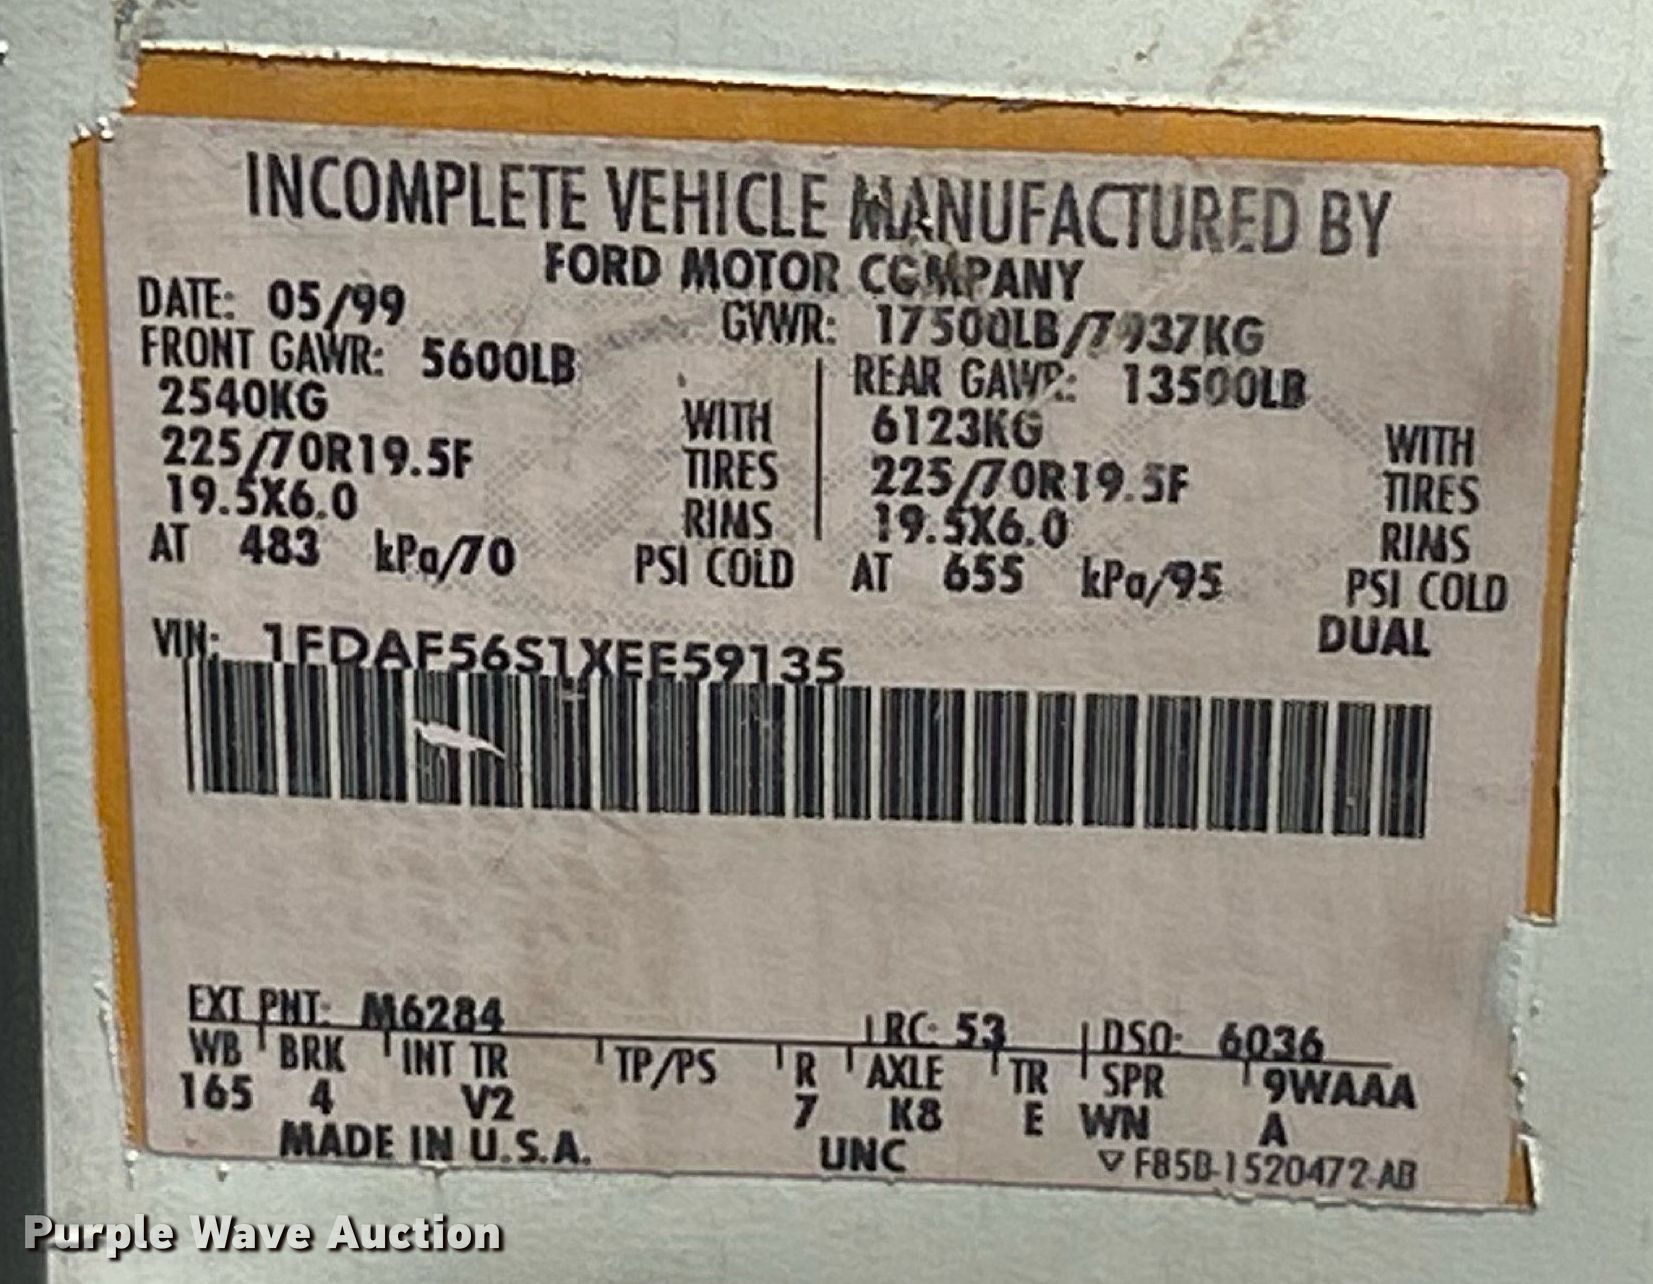 INCOMPLETE VEHICLE MANUFACTURED BY
FORD MOTOR COMPANY
DATE: 05/99 GVWR: 17500LB/7937KG
FRONT GAWR: 5600LB REAR GAWR: 13500LB
2540KG WITH 6123KG WITH
225/70R19.5F TIRES 225/70R19.5F TIRES
19.5X6.0 RIMS 19.5X6.0 RIMS
AT 483 kPa/70 PSI COLD AT 655 kPa/95 PSI COLD
DUAL
VIN: 1FDAF56S1XEE59135
EXT PNT: M6284 RC: 53 DSO: 6036
WB BRK INT TR TP/PS R AXLE TR SPR 9WAAA
165 4 V2 7 K8 E WN A
MADE IN U.S.A. UNC ▽ F85B-1520472-AB
Purple Wave Auction